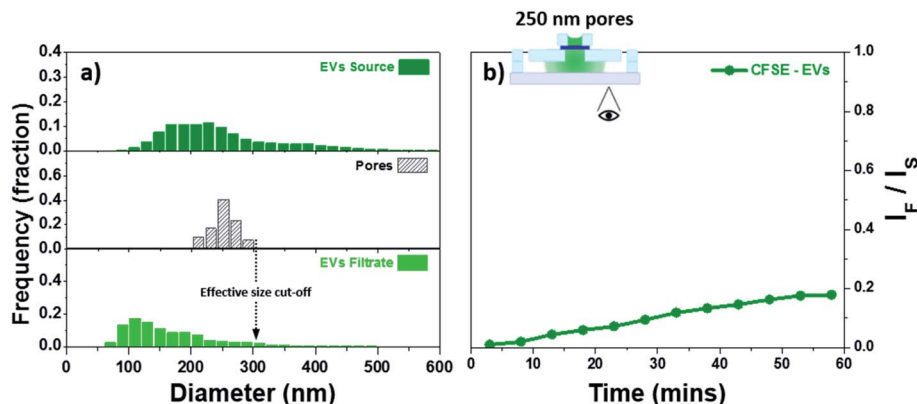 a)
EVs Source
Pores
EVs Filtrate
Effective size cut-off
Frequency (fraction)
0.4
0.3
0.2
0.1
0.0
0.6
0.4
0.2
0.0
0.4
0.2
0.0
0
100
200
300
400
500
600
Diameter (nm)
250 nm pores
b)
CFSE - EVs
1.0
0.8
0.6
0.4
0.2
0.0
I_F / I_S
0
10
20
30
40
50
60
Time (mins)